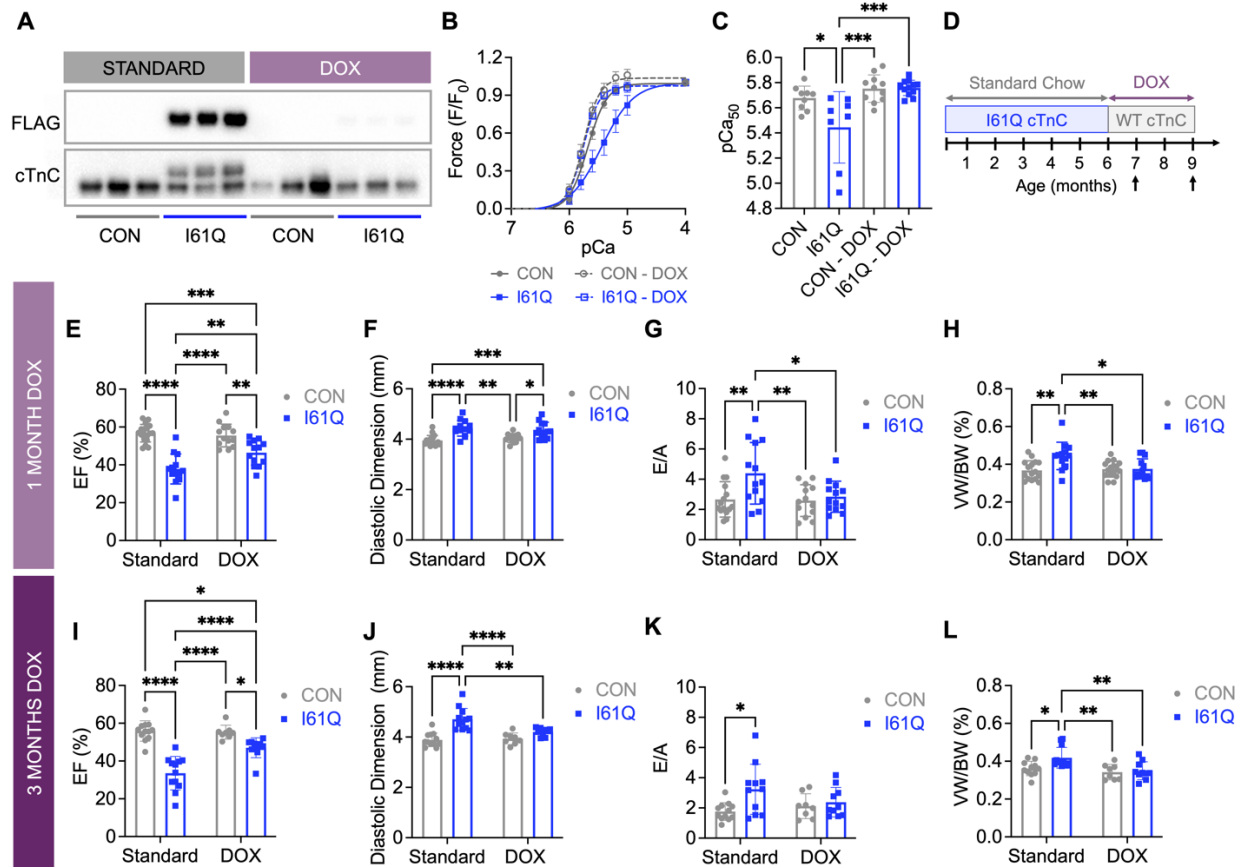 A
STANDARD DOX
FLAG
cTnC
CON I61Q CON I61Q
B
Force (F/F0)
1.2
0.9
0.6
0.3
0.0
7 6 5 4
pCa
CON CON - DOX
I61Q I61Q - DOX
C
**** 
* ***
pCa50
6.0
5.8
5.6
5.4
5.2
5.0
4.8
CON I61Q CON - DOX I61Q - DOX
D
Standard Chow DOX
I61Q cTnC WT cTnC
1 2 3 4 5 6 7 8 9
Age (months)
1 MONTH DOX
E
***
**
****
**** **
EF (%)
80
60
40
20
0
Standard DOX
CON
I61Q
F
***
**** ** *
Diastolic Dimension (mm)
6
4
2
0
Standard DOX
CON
I61Q
G
*
** **
E/A
10
8
6
4
2
0
Standard DOX
CON
I61Q
H
*
** **
VW/BW (%)
0.8
0.6
0.4
0.2
0.0
Standard DOX
CON
I61Q
3 MONTHS DOX
I
*
****
****
**** *
EF (%)
80
60
40
20
0
Standard DOX
CON
I61Q
J
****
**** **
Diastolic Dimension (mm)
6
4
2
0
Standard DOX
CON
I61Q
K
*
E/A
10
8
6
4
2
0
Standard DOX
CON
I61Q
L
**
* **
VW/BW (%)
0.8
0.6
0.4
0.2
0.0
Standard DOX
CON
I61Q